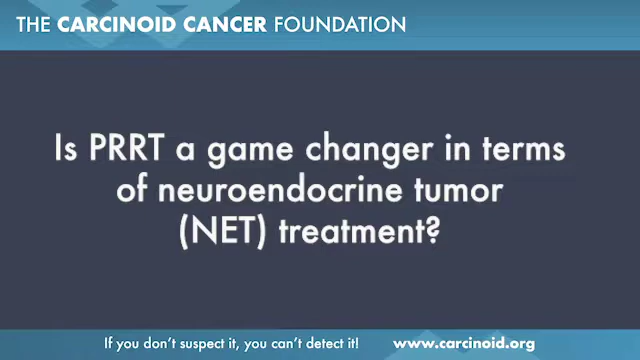 THE CARCINOID CANCER FOUNDATION
Is PRRT a game changer in terms
of neuroendocrine tumor
(NET) treatment?
If you don't suspect it, you can't detect it! www.carcinoid.org